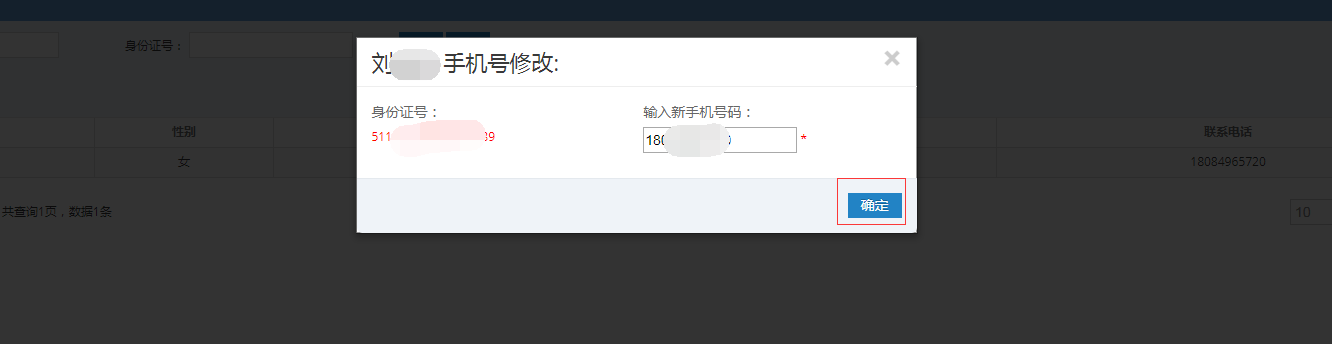 身份证号：
刘 手机号修改:
×
身份证号：
输入新手机号码：
511 39
180 0 *
性别
联系电话
女
18084965720
确定
共查询1页，数据1条
10